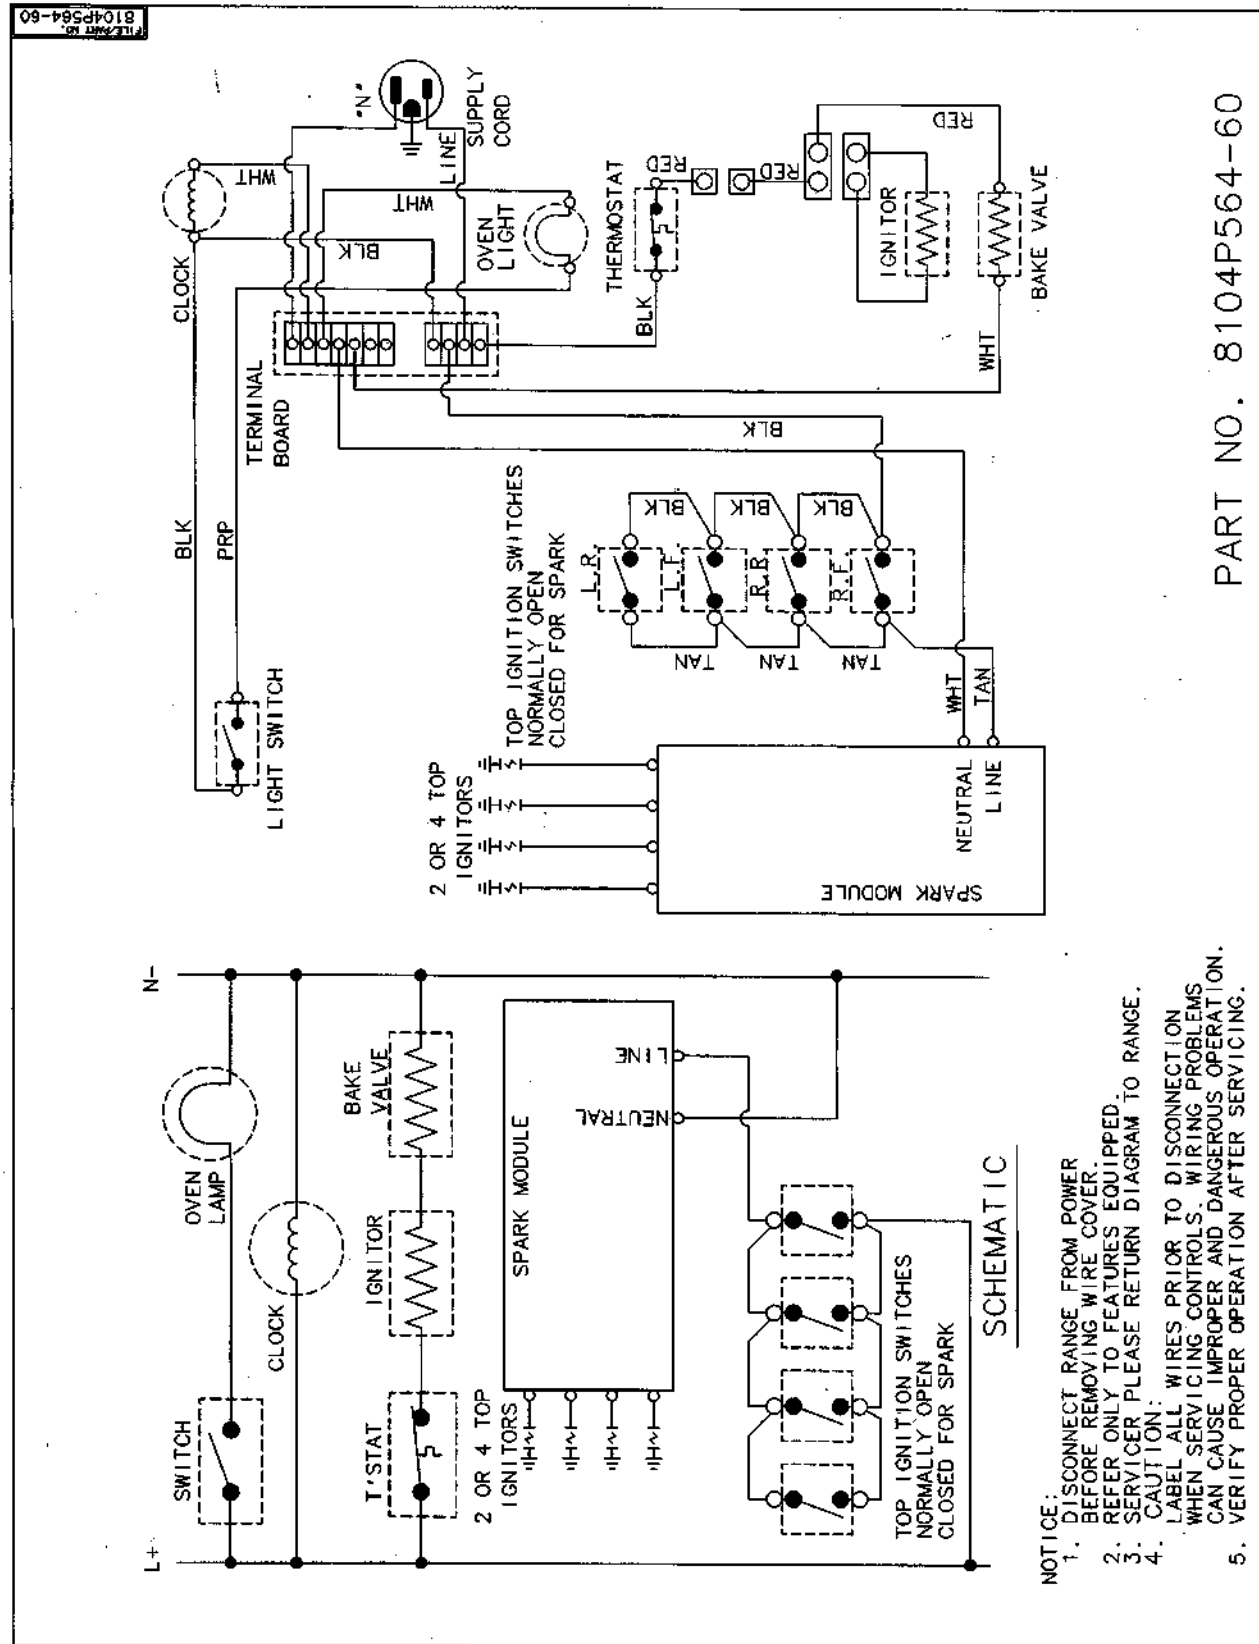 FILE/PART NO.
8104P564-60
L+
N-
SWITCH
OVEN
LAMP
CLOCK
T'STAT
IGNITOR
BAKE
VALVE
2 OR 4 TOP
IGNITORS
SPARK MODULE
LINE
NEUTRAL
TOP IGNITION SWITCHES
NORMALLY OPEN
CLOSED FOR SPARK
SCHEMATIC
NOTICE:
1. DISCONNECT RANGE FROM POWER
BEFORE REMOVING WIRE COVER.
2. REFER ONLY TO FEATURES EQUIPPED.
3. SERVICER PLEASE RETURN DIAGRAM TO RANGE.
4. CAUTION:
LABEL ALL WIRES PRIOR TO DISCONNECTION
WHEN SERVICING CONTROLS. WIRING PROBLEMS
CAN CAUSE IMPROPER AND DANGEROUS OPERATION.
5. VERIFY PROPER OPERATION AFTER SERVICING.
LIGHT SWITCH
BLK
PRP
CLOCK
WHT
BLK
TERMINAL
BOARD
"N"
LINE
SUPPLY
CORD
WHT
OVEN
LIGHT
THERMOSTAT
BLK
RED
RED
RED
IGNITOR
BAKE VALVE
WHT
BLK
2 OR 4 TOP
IGNITORS
TOP IGNITION SWITCHES
NORMALLY OPEN
CLOSED FOR SPARK
L.R.
L.F.
R.R.
R.F.
BLK
BLK
BLK
TAN
TAN
TAN
WHT
TAN
NEUTRAL
LINE
SPARK MODULE
PART NO. 8104P564-60